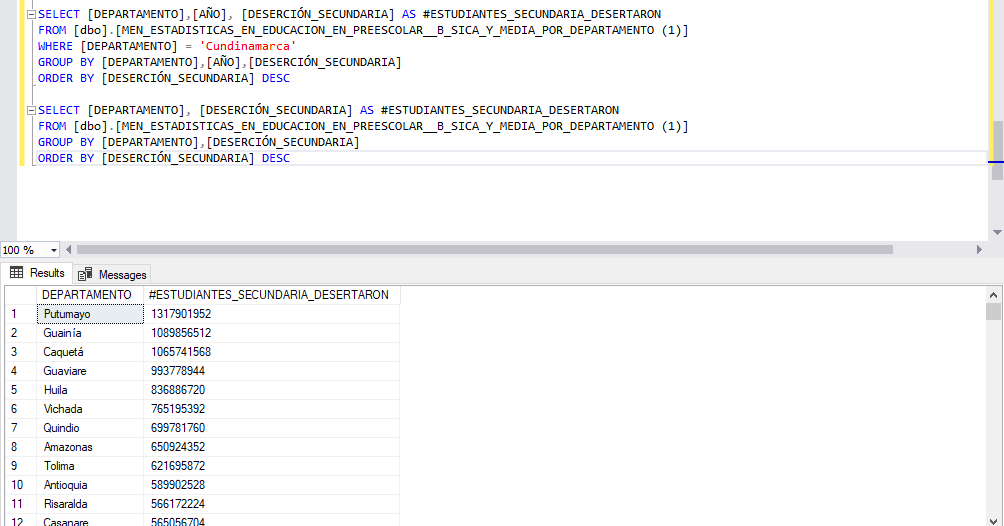 SELECT [DEPARTAMENTO],[AÑO], [DESERCIÓN_SECUNDARIA] AS #ESTUDIANTES_SECUNDARIA_DESERTARON
FROM [dbo].[MEN_ESTADISTICAS_EN_EDUCACION_EN_PREESCOLAR__B_SICA_Y_MEDIA_POR_DEPARTAMENTO (1)]
WHERE [DEPARTAMENTO] = 'Cundinamarca'
GROUP BY [DEPARTAMENTO],[AÑO],[DESERCIÓN_SECUNDARIA]
ORDER BY [DESERCIÓN_SECUNDARIA] DESC
SELECT [DEPARTAMENTO], [DESERCIÓN_SECUNDARIA] AS #ESTUDIANTES_SECUNDARIA_DESERTARON
FROM [dbo].[MEN_ESTADISTICAS_EN_EDUCACION_EN_PREESCOLAR__B_SICA_Y_MEDIA_POR_DEPARTAMENTO (1)]
GROUP BY [DEPARTAMENTO],[DESERCIÓN_SECUNDARIA]
ORDER BY [DESERCIÓN_SECUNDARIA] DESC
100 %
Results Messages
DEPARTAMENTO #ESTUDIANTES_SECUNDARIA_DESERTARON
1 Putumayo 1317901952
2 Guainía 1089856512
3 Caquetá 1065741568
4 Guaviare 993778944
5 Huila 836886720
6 Vichada 765195392
7 Quindio 699781760
8 Amazonas 650924352
9 Tolima 621695872
10 Antioquia 589902528
11 Risaralda 566172224
12 Casanare 565056704